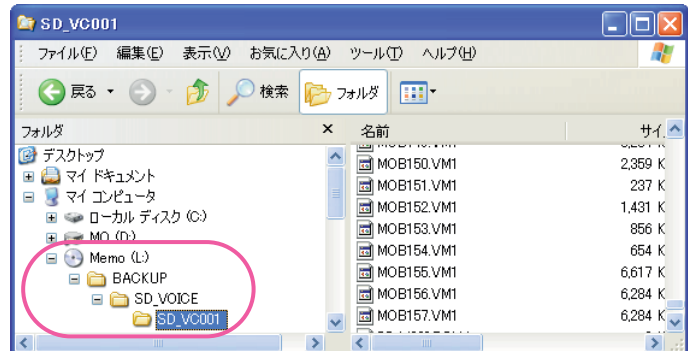 SD_VC001
ファイル(F) 編集(E) 表示(V) お気に入り(A) ツール(T) ヘルプ(H)
戻る 検索 フォルダ
フォルダ × 名前 サイ
デスクトップ
マイ ドキュメント
マイ コンピュータ
ローカル ディスク (C:)
MO (D:)
Memo (L:)
BACKUP
SD_VOICE
SD_VC001
MOB150.VM1 2,359 K
MOB151.VM1 237 K
MOB152.VM1 1,431 K
MOB153.VM1 856 K
MOB154.VM1 654 K
MOB155.VM1 6,617 K
MOB156.VM1 6,284 K
MOB157.VM1 6,284 K